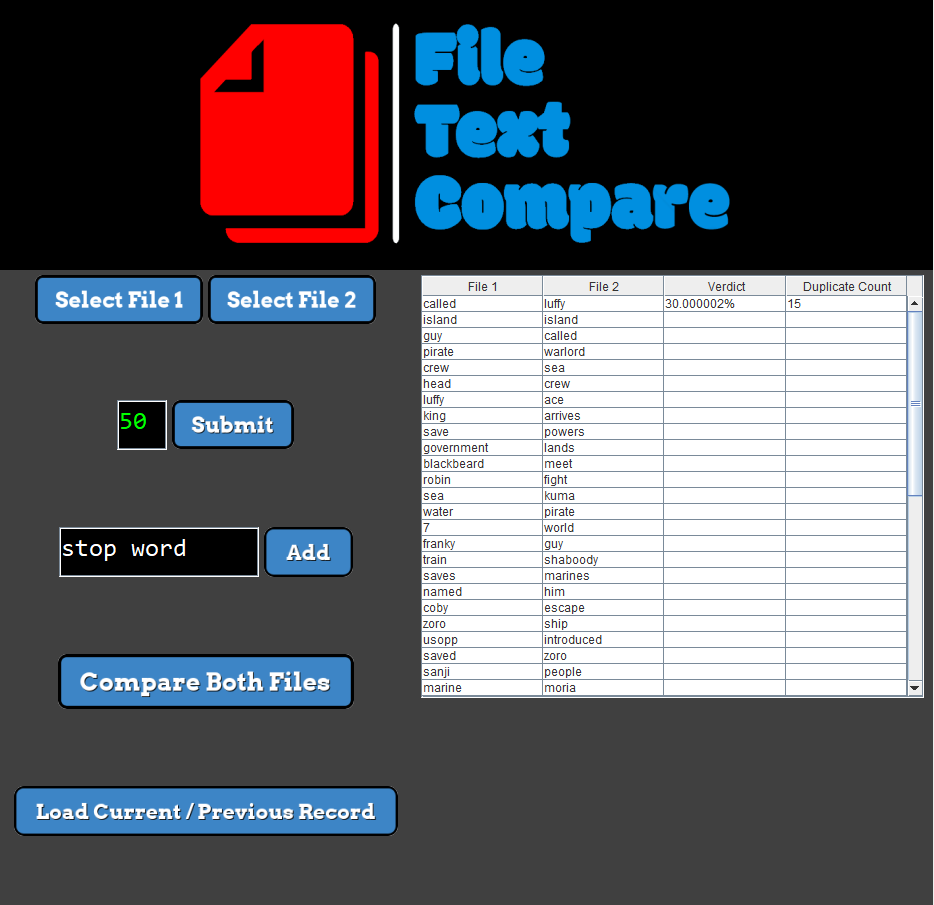 File
Text
Compare
Select File 1 Select File 2
50 Submit
stop word Add
Compare Both Files
Load Current / Previous Record
File 1 File 2 Verdict Duplicate Count
called luffy 30.000002% 15
island island
guy called
pirate warlord
crew sea
head crew
luffy ace
king arrives
save powers
government lands
blackbeard meet
robin fight
sea kuma
water pirate
7 world
franky guy
train shaboody
saves marines
named him
coby escape
zoro ship
usopp introduced
saved zoro
sanji people
marine moria